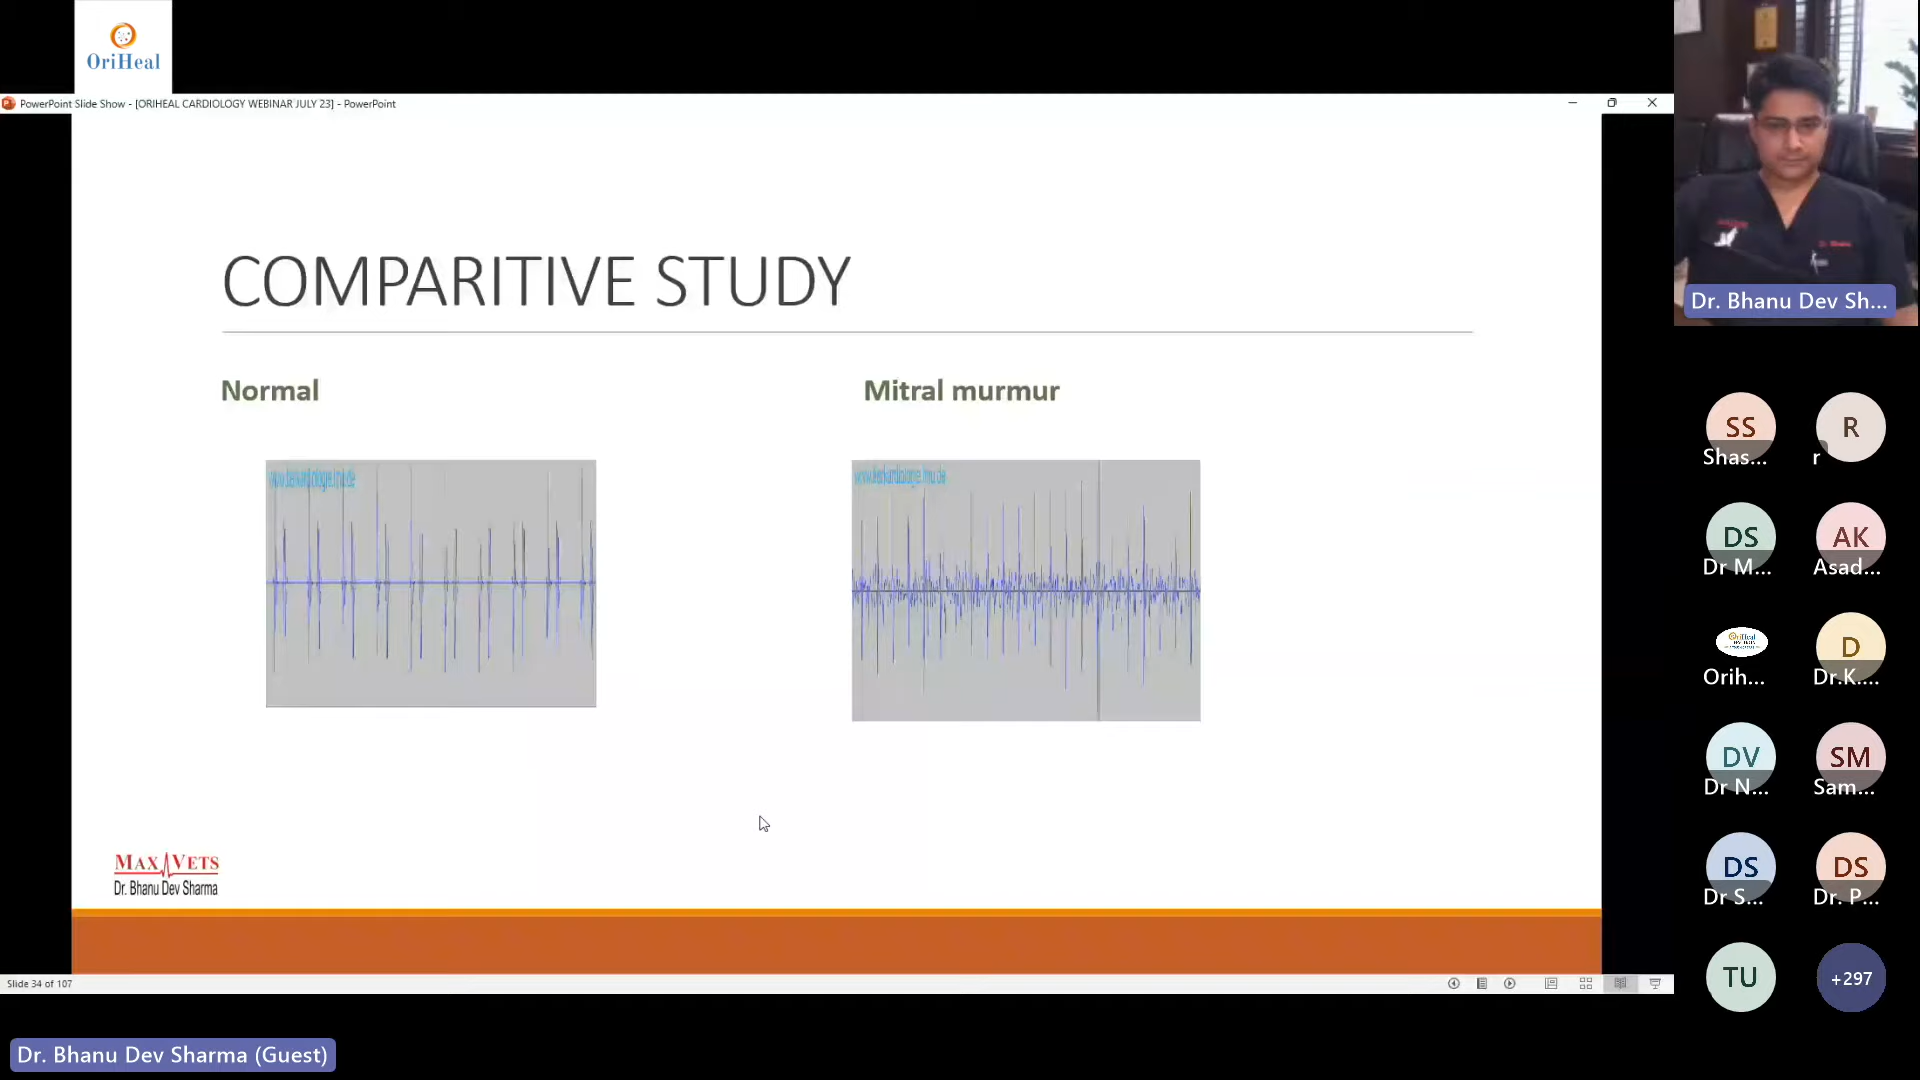 OriHeal
PowerPoint Slide Show - [ORIHEAL CARDIOLOGY WEBINAR JULY 23] - PowerPoint
COMPARITIVE STUDY
Normal
Mitral murmur
MAX VETS
Dr. Bhanu Dev Sharma
Slide 34 of 107
Dr. Bhanu Dev Sharma (Guest)
Dr. Bhanu Dev Sh...
SS
Shas...
R
r
DS
Dr M...
AK
Asad...
Orih...
D
Dr.K....
DV
Dr N...
SM
Sam...
DS
Dr S...
DS
Dr. P...
TU
+297